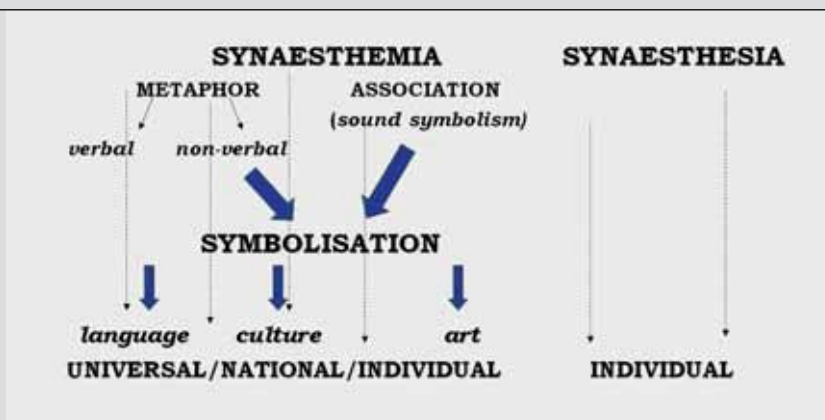 SYNAESTHEMIA SYNAESTHESIA
METAPHOR ASSOCIATION
(sound symbolism)
verbal non-verbal
SYMBOLISATION
language culture art
UNIVERSAL/NATIONAL/INDIVIDUAL INDIVIDUAL